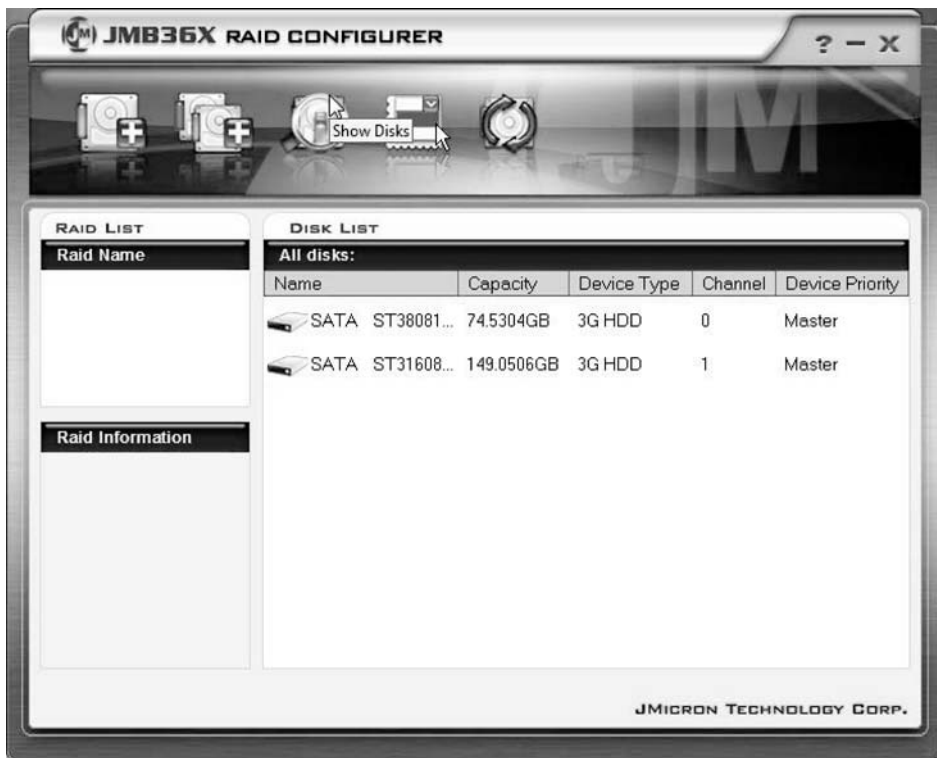 JM JMB36X RAID CONFIGURER
? – X
Show Disks
JM
RAID LIST
Raid Name
Raid Information
DISK LIST
All disks:
Name Capacity Device Type Channel Device Priority
SATA ST38081... 74.5304GB 3G HDD 0 Master
SATA ST31608... 149.0506GB 3G HDD 1 Master
JMICRON TECHNOLOGY CORP.